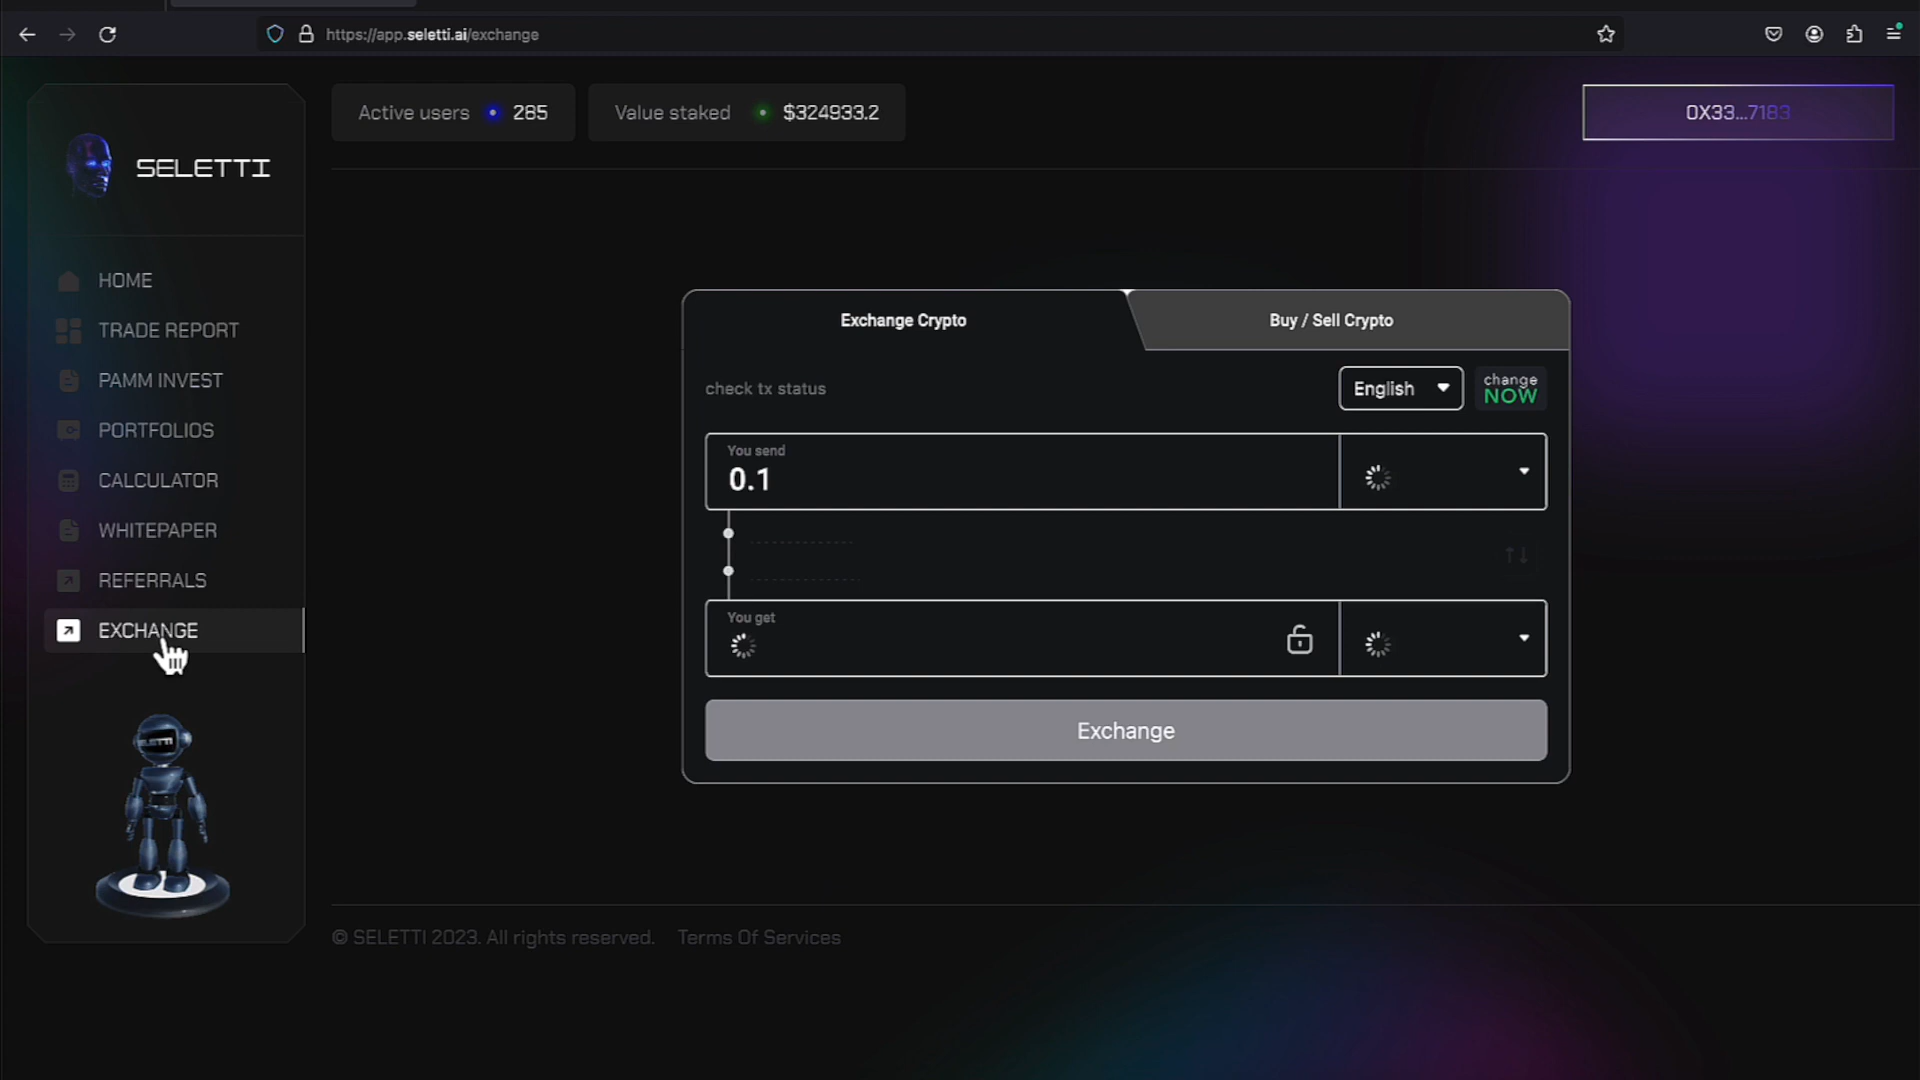 https://app.seletti.ai/exchange
Active users 285
Value staked $324933.2
0X33...7183
SELETTI
HOME
TRADE REPORT
PAMM INVEST
PORTFOLIOS
CALCULATOR
WHITEPAPER
REFERRALS
EXCHANGE
Exchange Crypto
Buy / Sell Crypto
check tx status
English
change
NOW
You send
0.1
You get
Exchange
SELETTI
© SELETTI 2023. All rights reserved. Terms Of Services